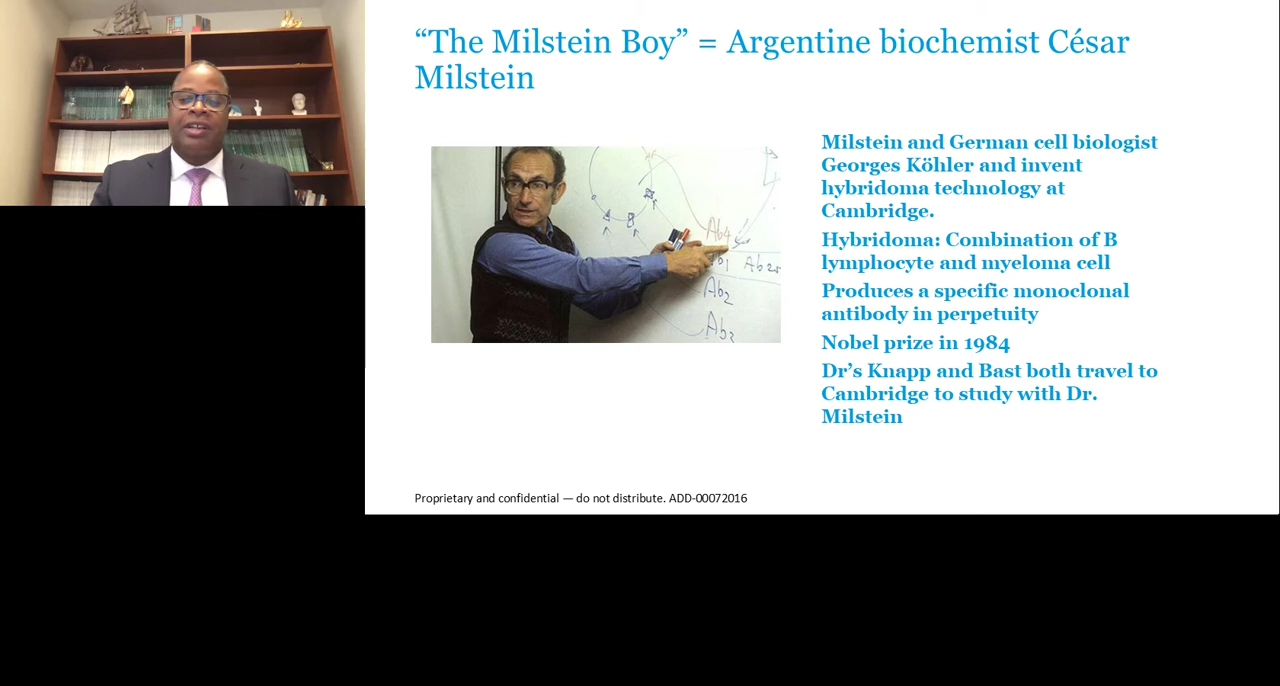 “The Milstein Boy” = Argentine biochemist César
Milstein
Milstein and German cell biologist
Georges Köhler and invent
hybridoma technology at
Cambridge.
Hybridoma: Combination of B
lymphocyte and myeloma cell
Produces a specific monoclonal
antibody in perpetuity
Nobel prize in 1984
Dr’s Knapp and Bast both travel to
Cambridge to study with Dr.
Milstein
Ab4
Ab2
Ab3
Proprietary and confidential — do not distribute. ADD-00072016